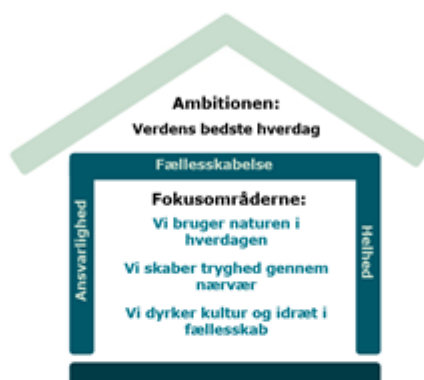 Ambitionen:
Verdens bedste hverdag
Fællesskabelse
Ansvarlighed
Fokusområderne:
Vi bruger naturen i
hverdagen
Vi skaber tryghed gennem
nærvær
Vi dyrker kultur og idræt i
fællesskab
Helhed